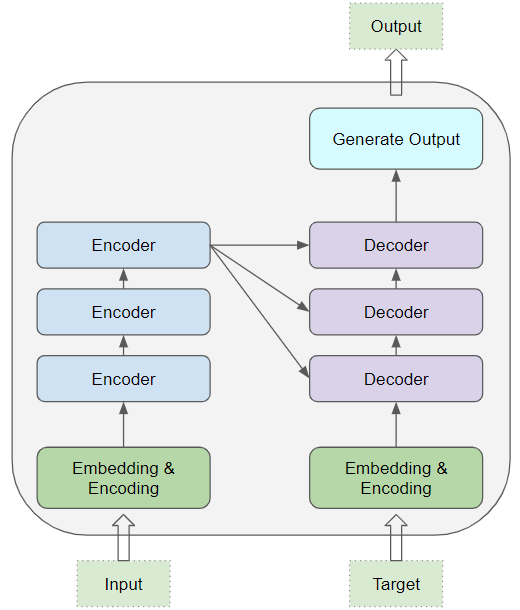 Output
Generate Output
Encoder
Decoder
Encoder
Decoder
Encoder
Decoder
Embedding &
Encoding
Embedding &
Encoding
Input
Target